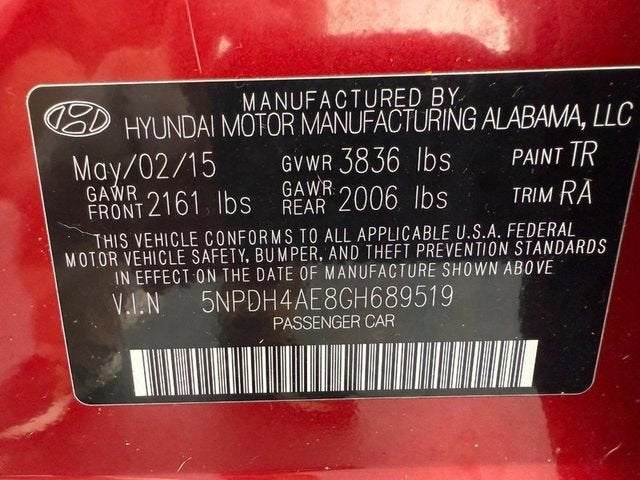 MANUFACTURED BY
HYUNDAI MOTOR MANUFACTURING ALABAMA, LLC
May/02/15 GVWR 3836 lbs PAINT TR
GAWR FRONT 2161 lbs GAWR REAR 2006 lbs TRIM RA
THIS VEHICLE CONFORMS TO ALL APPLICABLE U.S.A. FEDERAL
MOTOR VEHICLE SAFETY, BUMPER, AND THEFT PREVENTION STANDARDS
IN EFFECT ON THE DATE OF MANUFACTURE SHOWN ABOVE
V.I.N 5NPDH4AE8GH689519
PASSENGER CAR